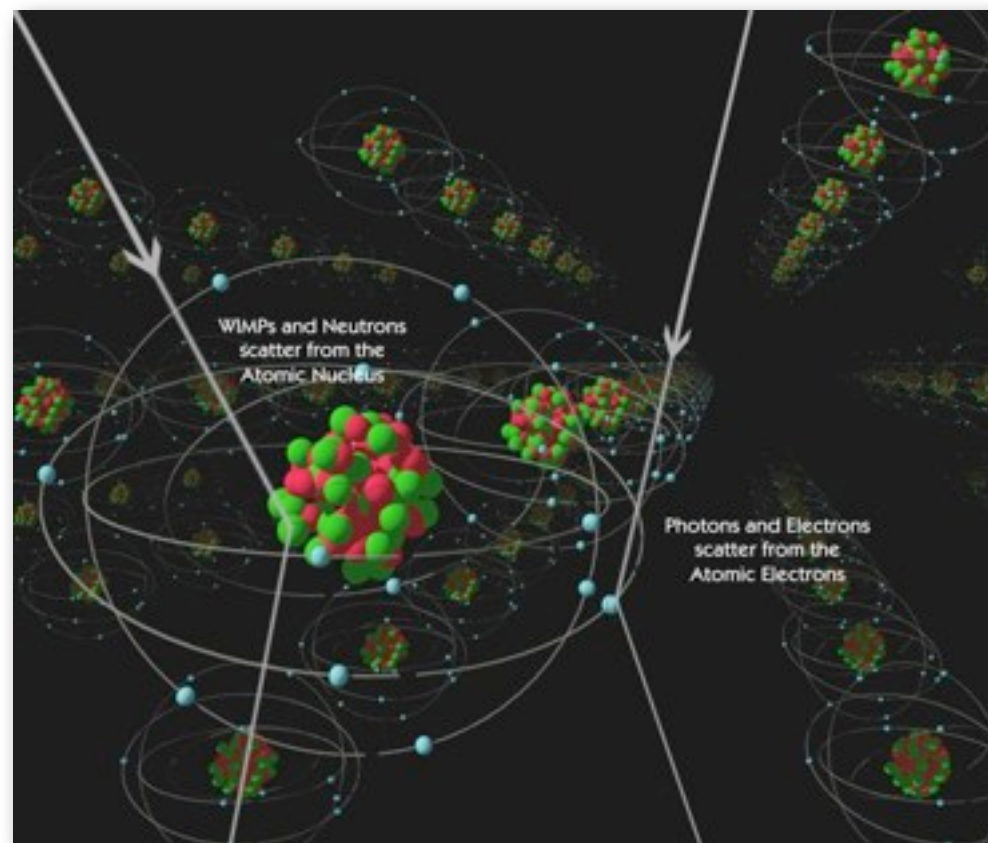 WIMPs and Neutrons
scatter from the
Atomic Nucleus
Photons and Electrons
scatter from the
Atomic Electrons